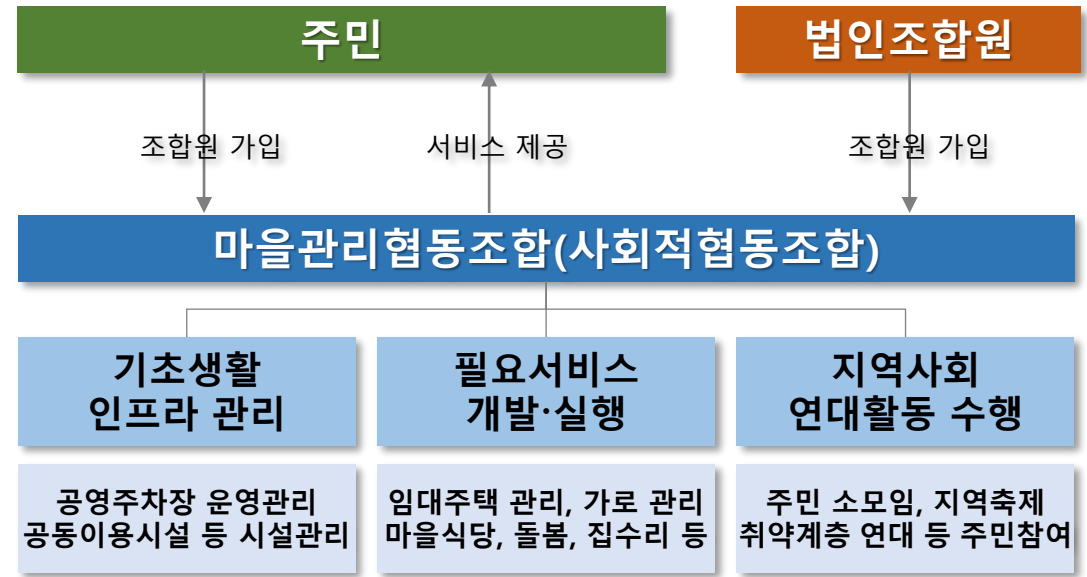 주민
법인조합원
조합원 가입
서비스 제공
조합원 가입
마을관리협동조합(사회적협동조합)
기초생활
인프라 관리
필요서비스
개발·실행
지역사회
연대활동 수행
공영주차장 운영관리
공동이용시설 등 시설관리
임대주택 관리, 가로 관리
마을식당, 돌봄, 집수리 등
주민 소모임, 지역축제
취약계층 연대 등 주민참여